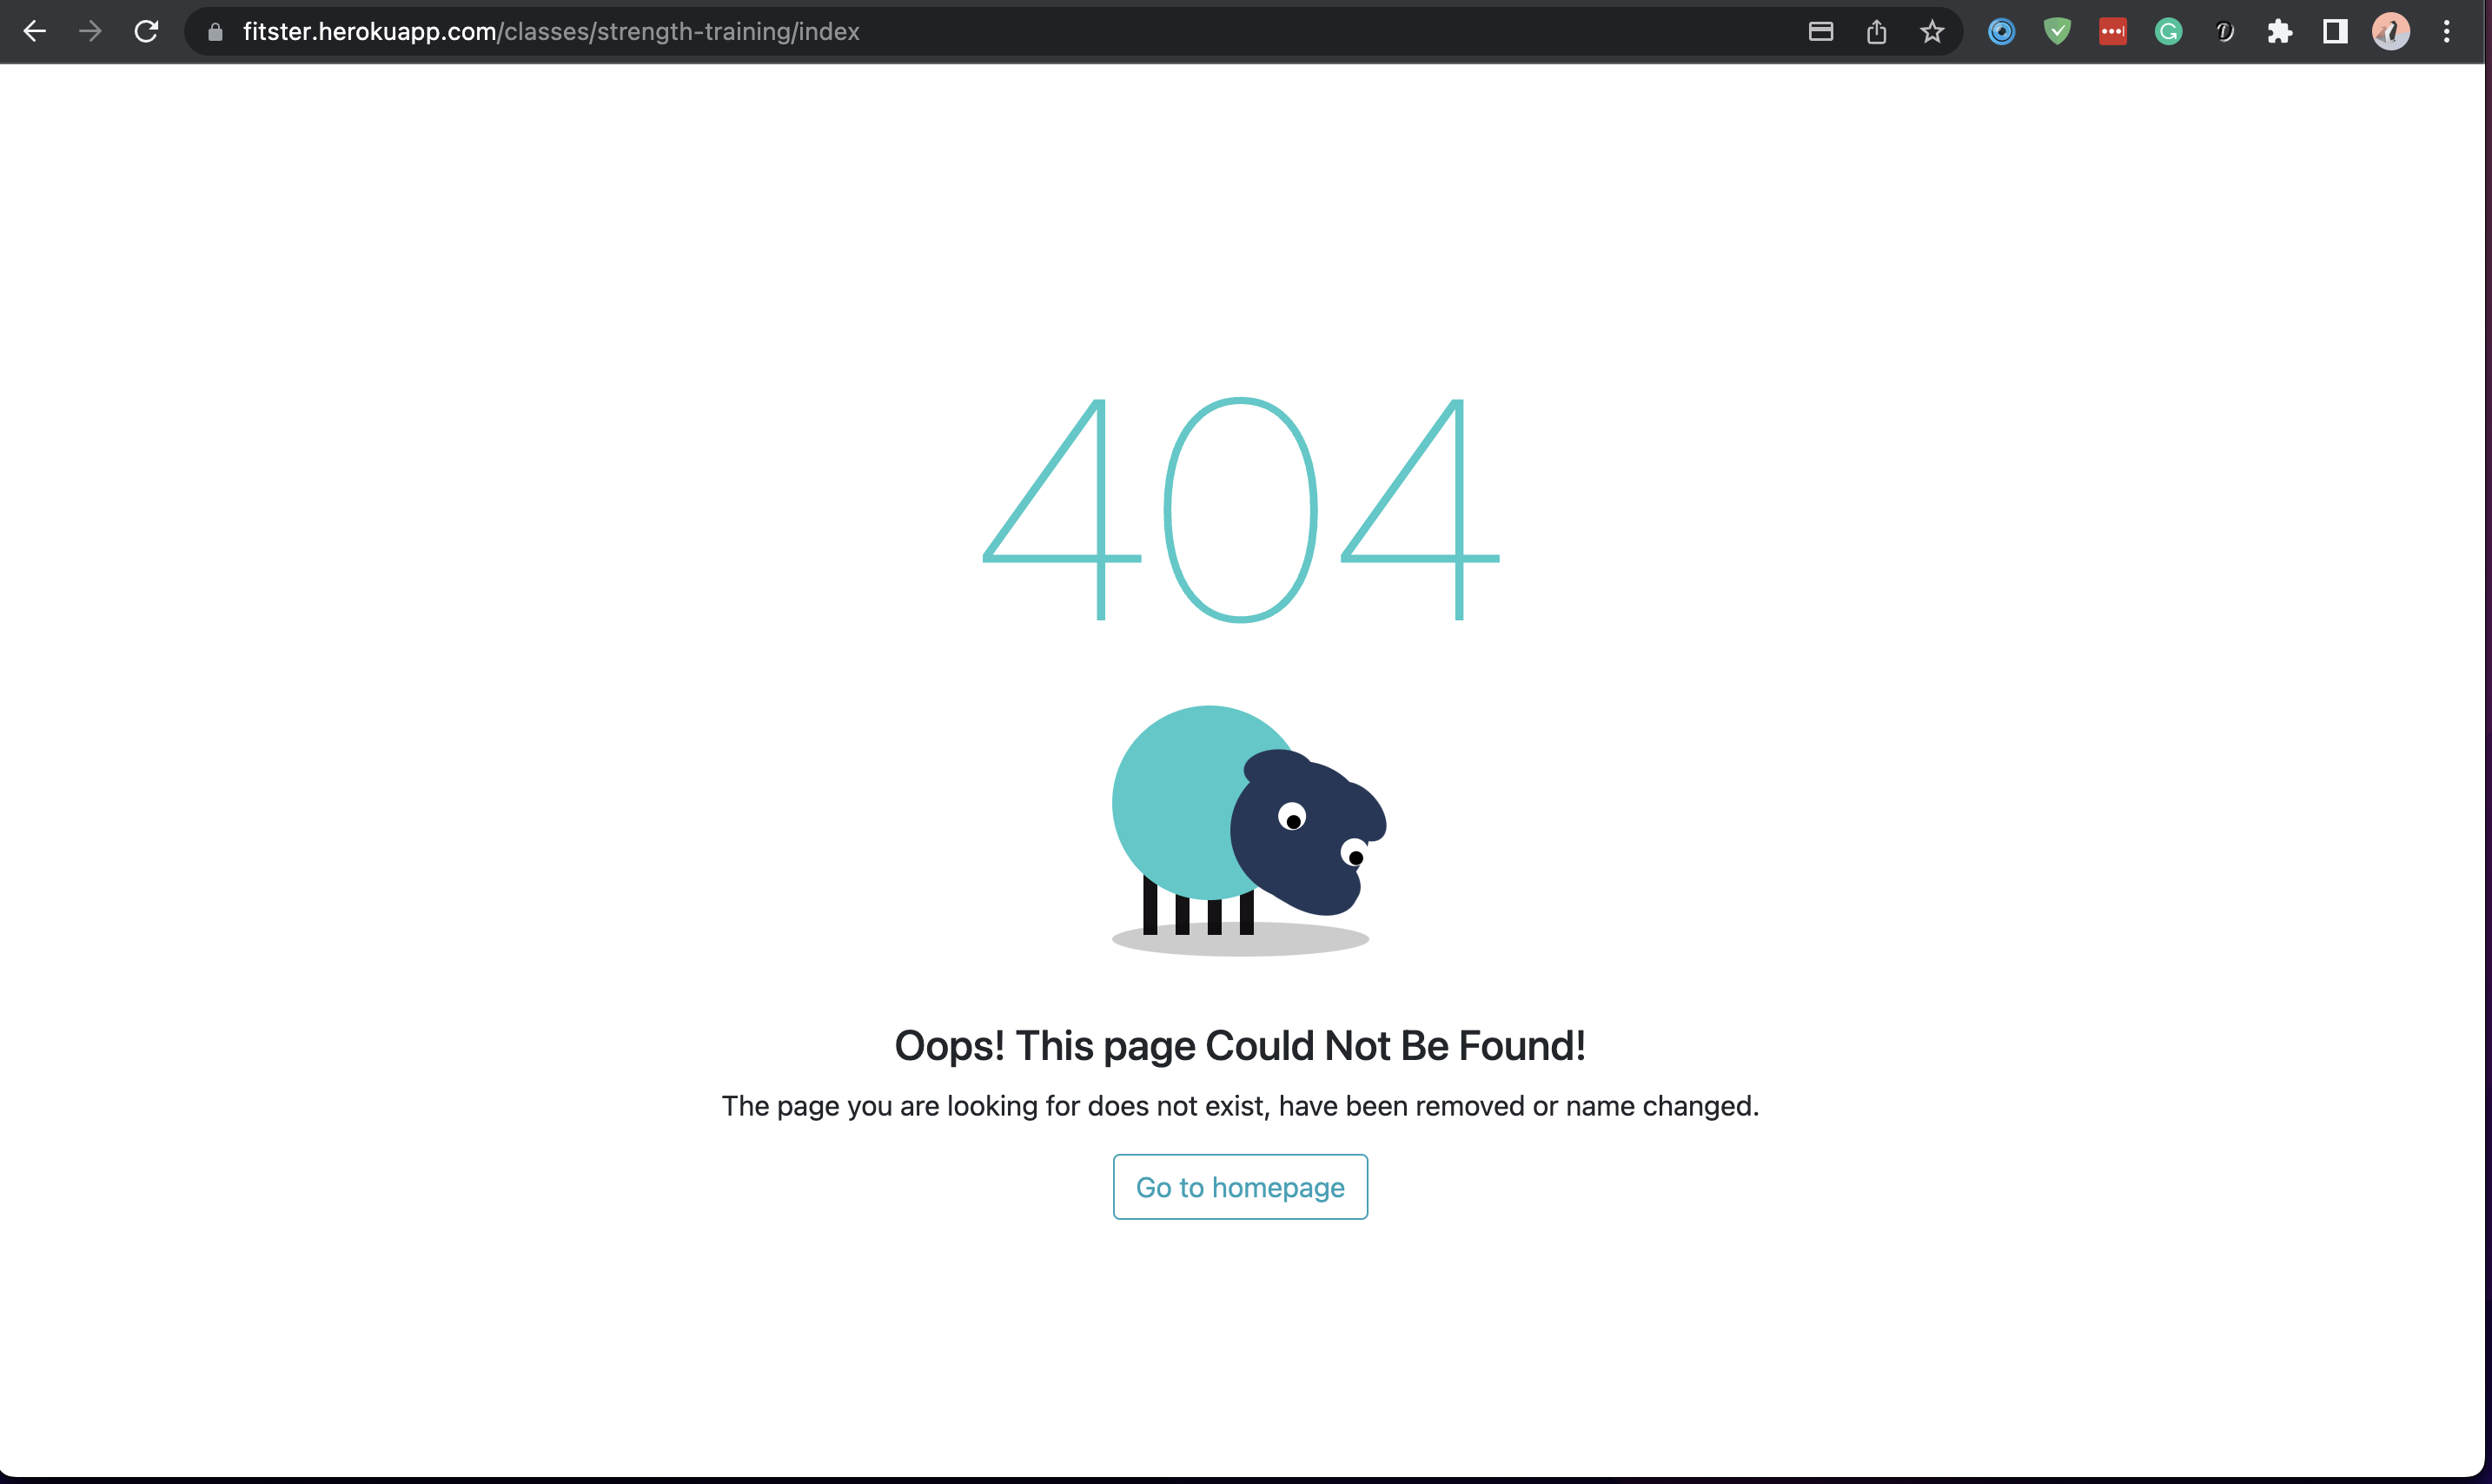 fitster.herokuapp.com/classes/strength-training/index
404
Oops! This page Could Not Be Found!
The page you are looking for does not exist, have been removed or name changed.
Go to homepage